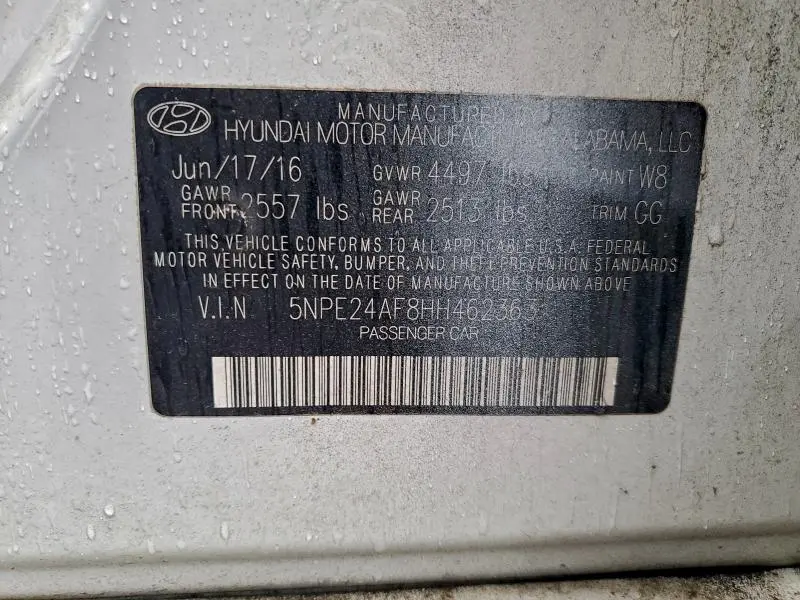 MANUFACTURED
HYUNDAI MOTOR MANUFACTURING ALABAMA, LLC
Jun/17/16 GVWR 4497 lbs PAINT W8
GAWR FRONT 2557 lbs GAWR REAR 2513 lbs TRIM GG
THIS VEHICLE CONFORMS TO ALL APPLICABLE U.S.A. FEDERAL
MOTOR VEHICLE SAFETY, BUMPER, AND THEFT PREVENTION STANDARDS
IN EFFECT ON THE DATE OF MANUFACTURE SHOWN ABOVE
V.I.N 5NPE24AF8HH462363
PASSENGER CAR